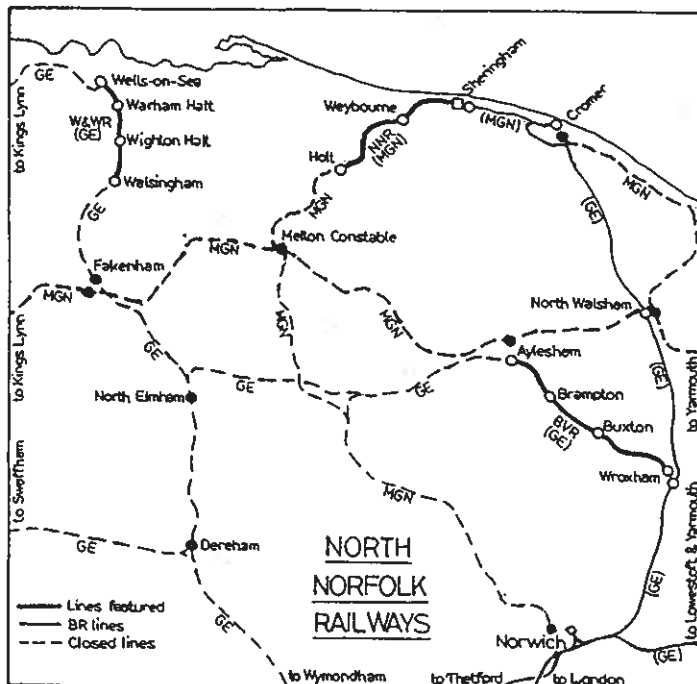 GE
to Kings Lynn
Wells-on-Sea
Warham Halt
W&WR
(GE)
Wighton Halt
Walsingham
GE
Sheringham
Weybourne
(MGN)
Cromer
Holt
NNR
(MGN)
MGN
MGN
(GE)
Melton Constable
MGN
Fakenham
MGN
to Kings Lynn
MGN
MGN
North Walsham
Aylesham
GE
GE
(GE)
to Yarmouth
North Elmham
Brampton
BVR
(GE)
Buxton
Wroxham
to Swaffham
MGN
GE
Dereham
NORTH
NORFOLK
RAILWAYS
GE
(GE)
to Lowestoft & Yarmouth
Lines featured
BR lines
Closed lines
Norwich
(GE)
to Wymondham
to Thetford
to London